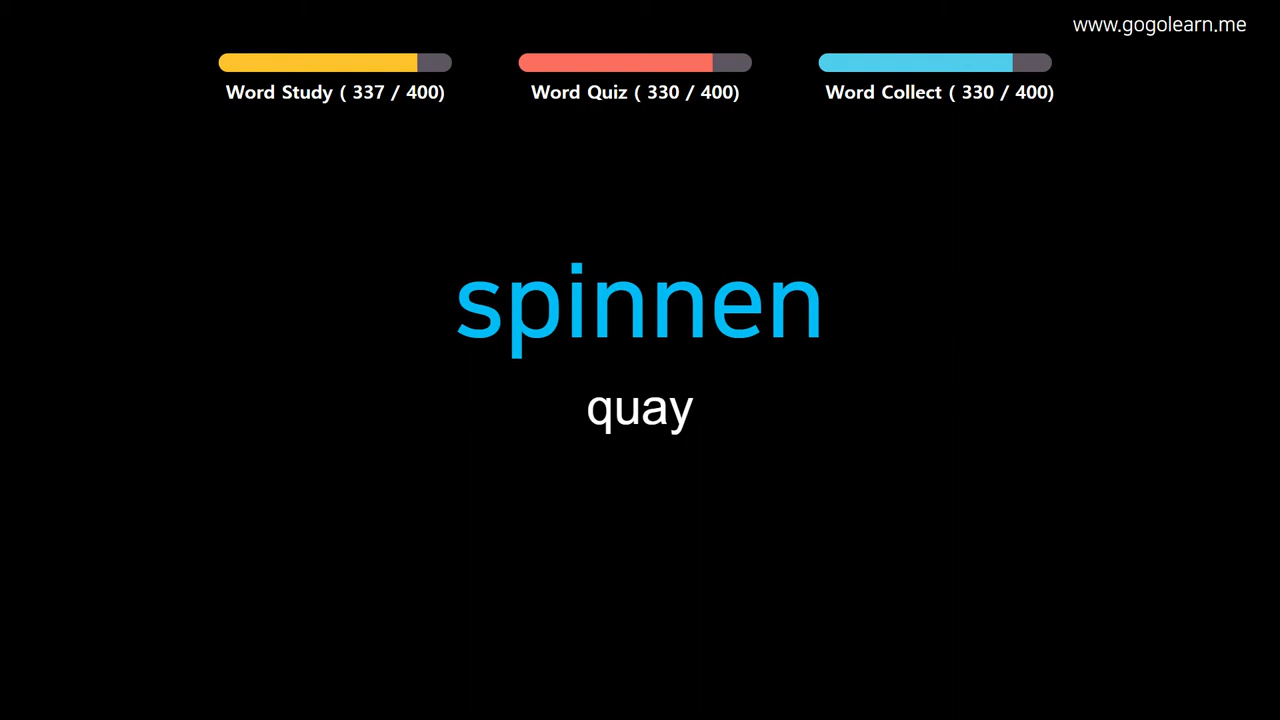 www.gogolearn.me
Word Study ( 337 / 400)
Word Quiz ( 330 / 400)
Word Collect ( 330 / 400)
spinnen
quay